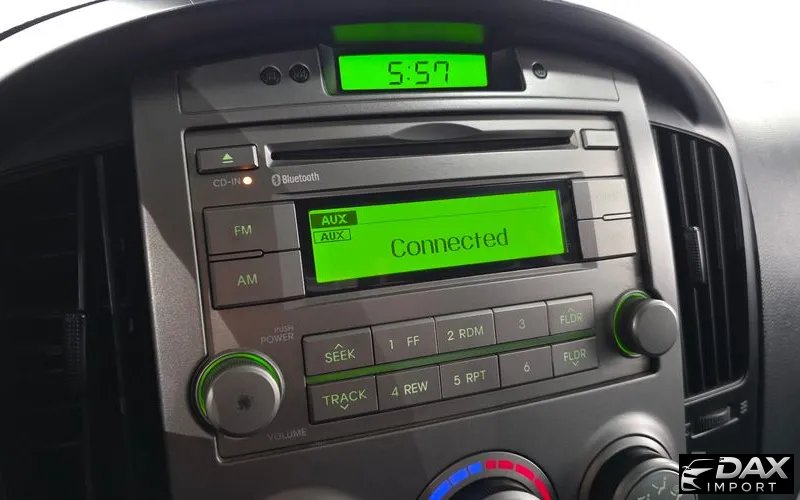 5:57
CD-IN
Bluetooth
AUX
AUX
Connected
FM
AM
PUSH
POWER
SEEK
1 FF
2 RDM
3
FLDR
TRACK
4 REW
5 RPT
6
FLDR
VOLUME
DAX
IMPORT